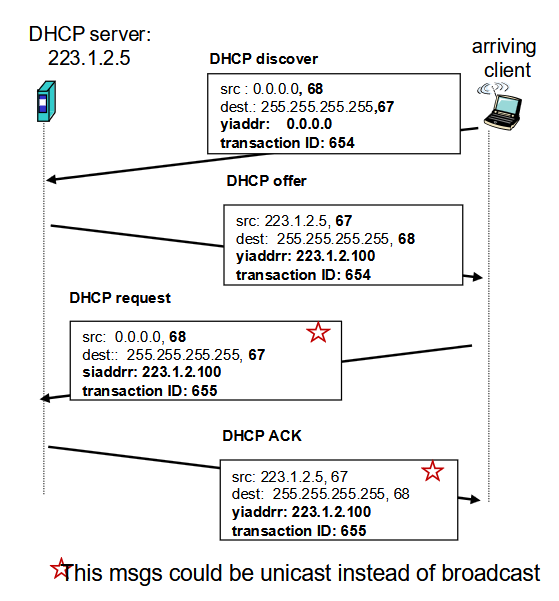 DHCP server:
223.1.2.5
arriving
client
DHCP discover
src : 0.0.0.0, 68
dest.: 255.255.255.255,67
yiaddr: 0.0.0.0
transaction ID: 654
DHCP offer
src: 223.1.2.5, 67
dest: 255.255.255.255, 68
yiaddrr: 223.1.2.100
transaction ID: 654
DHCP request
src: 0.0.0.0, 68
dest:: 255.255.255.255, 67
siaddrr: 223.1.2.100
transaction ID: 655
DHCP ACK
src: 223.1.2.5, 67
dest: 255.255.255.255, 68
yiaddrr: 223.1.2.100
transaction ID: 655
This msgs could be unicast instead of broadcast